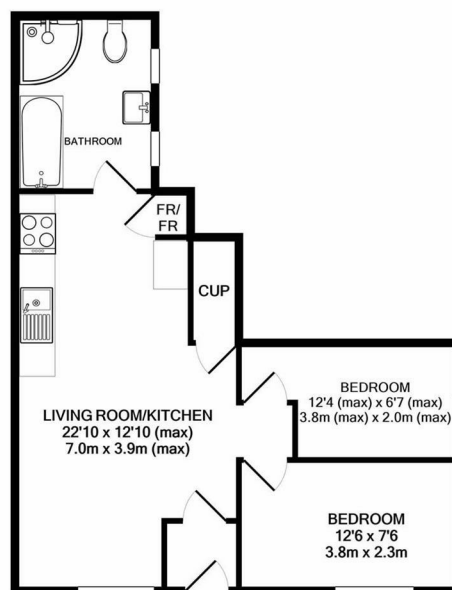 BATHROOM
FR/
FR
CUP
LIVING ROOM/KITCHEN
22'10 x 12'10 (max)
7.0m x 3.9m (max)
BEDROOM
12'4 (max) x 6'7 (max)
3.8m (max) x 2.0m (max)
BEDROOM
12'6 x 7'6
3.8m x 2.3m